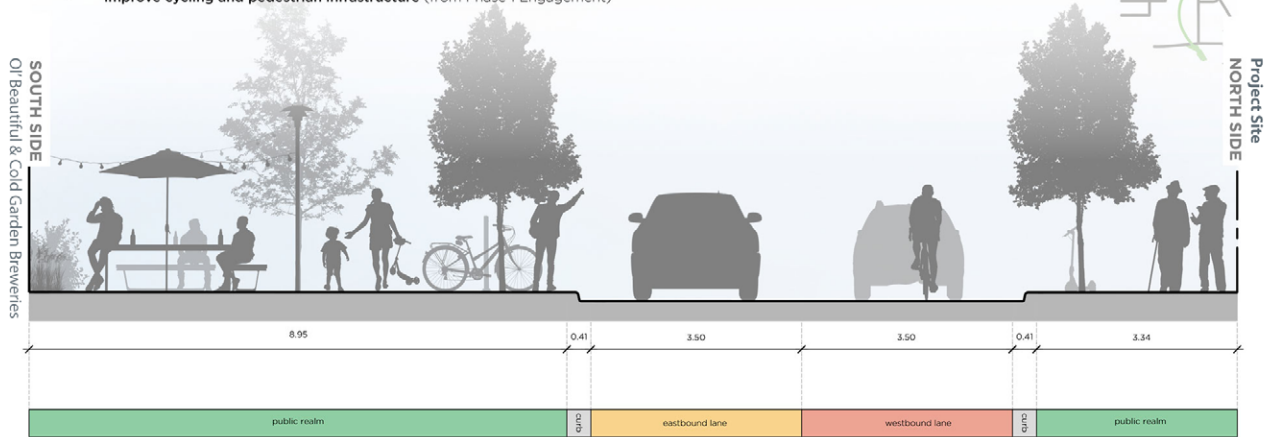 improve cycling and pedestrian infrastructure (from Phase 1 Engagement)
SOUTH SIDE
Ol'Beautiful & Cold Garden Breweries
Project Site
NORTH SIDE
8.95
0.41
3.50
3.50
0.41
3.34
public realm
curb
eastbound lane
westbound lane
curb
public realm